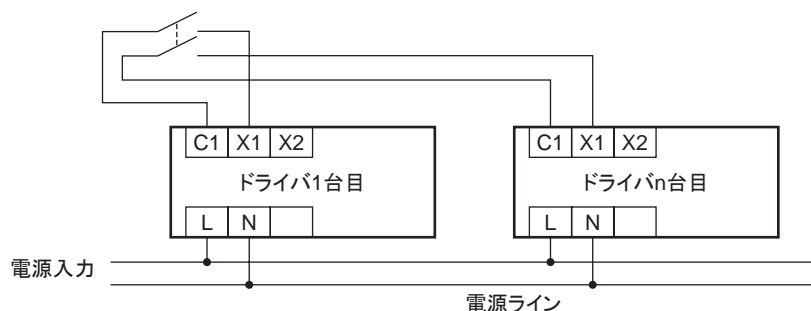 C1 X1 X2
ドライバ1台目
L N
C1 X1 X2
ドライバn台目
L N
電源入力
電源ライン